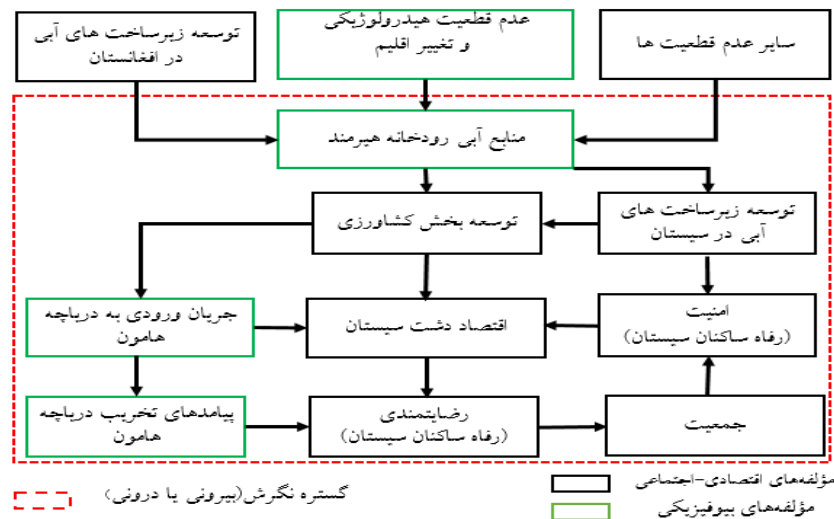 سایر عدم قطعیت ها
عدم قطعیت هیدرولوژیکی
و تغییر اقلیم
توسعه زیرساخت های آبی
در افغانستان
منابع آبی رودخانه هیرمند
توسعه زیرساخت های
آبی در سیستان
توسعه بخش کشاورزی
امنیت
(رفاه ساکنان سیستان)
اقتصاد دشت سیستان
جریان ورودی به دریاچه
هامون
جمعیت
رضایتمندی
(رفاه ساکنان سیستان)
پیامدهای تخریب دریاچه
هامون
مؤلفه‌های اقتصادی-اجتماعی
مؤلفه‌های بیوفیزیکی
گستره نگرش(بیرونی یا درونی)